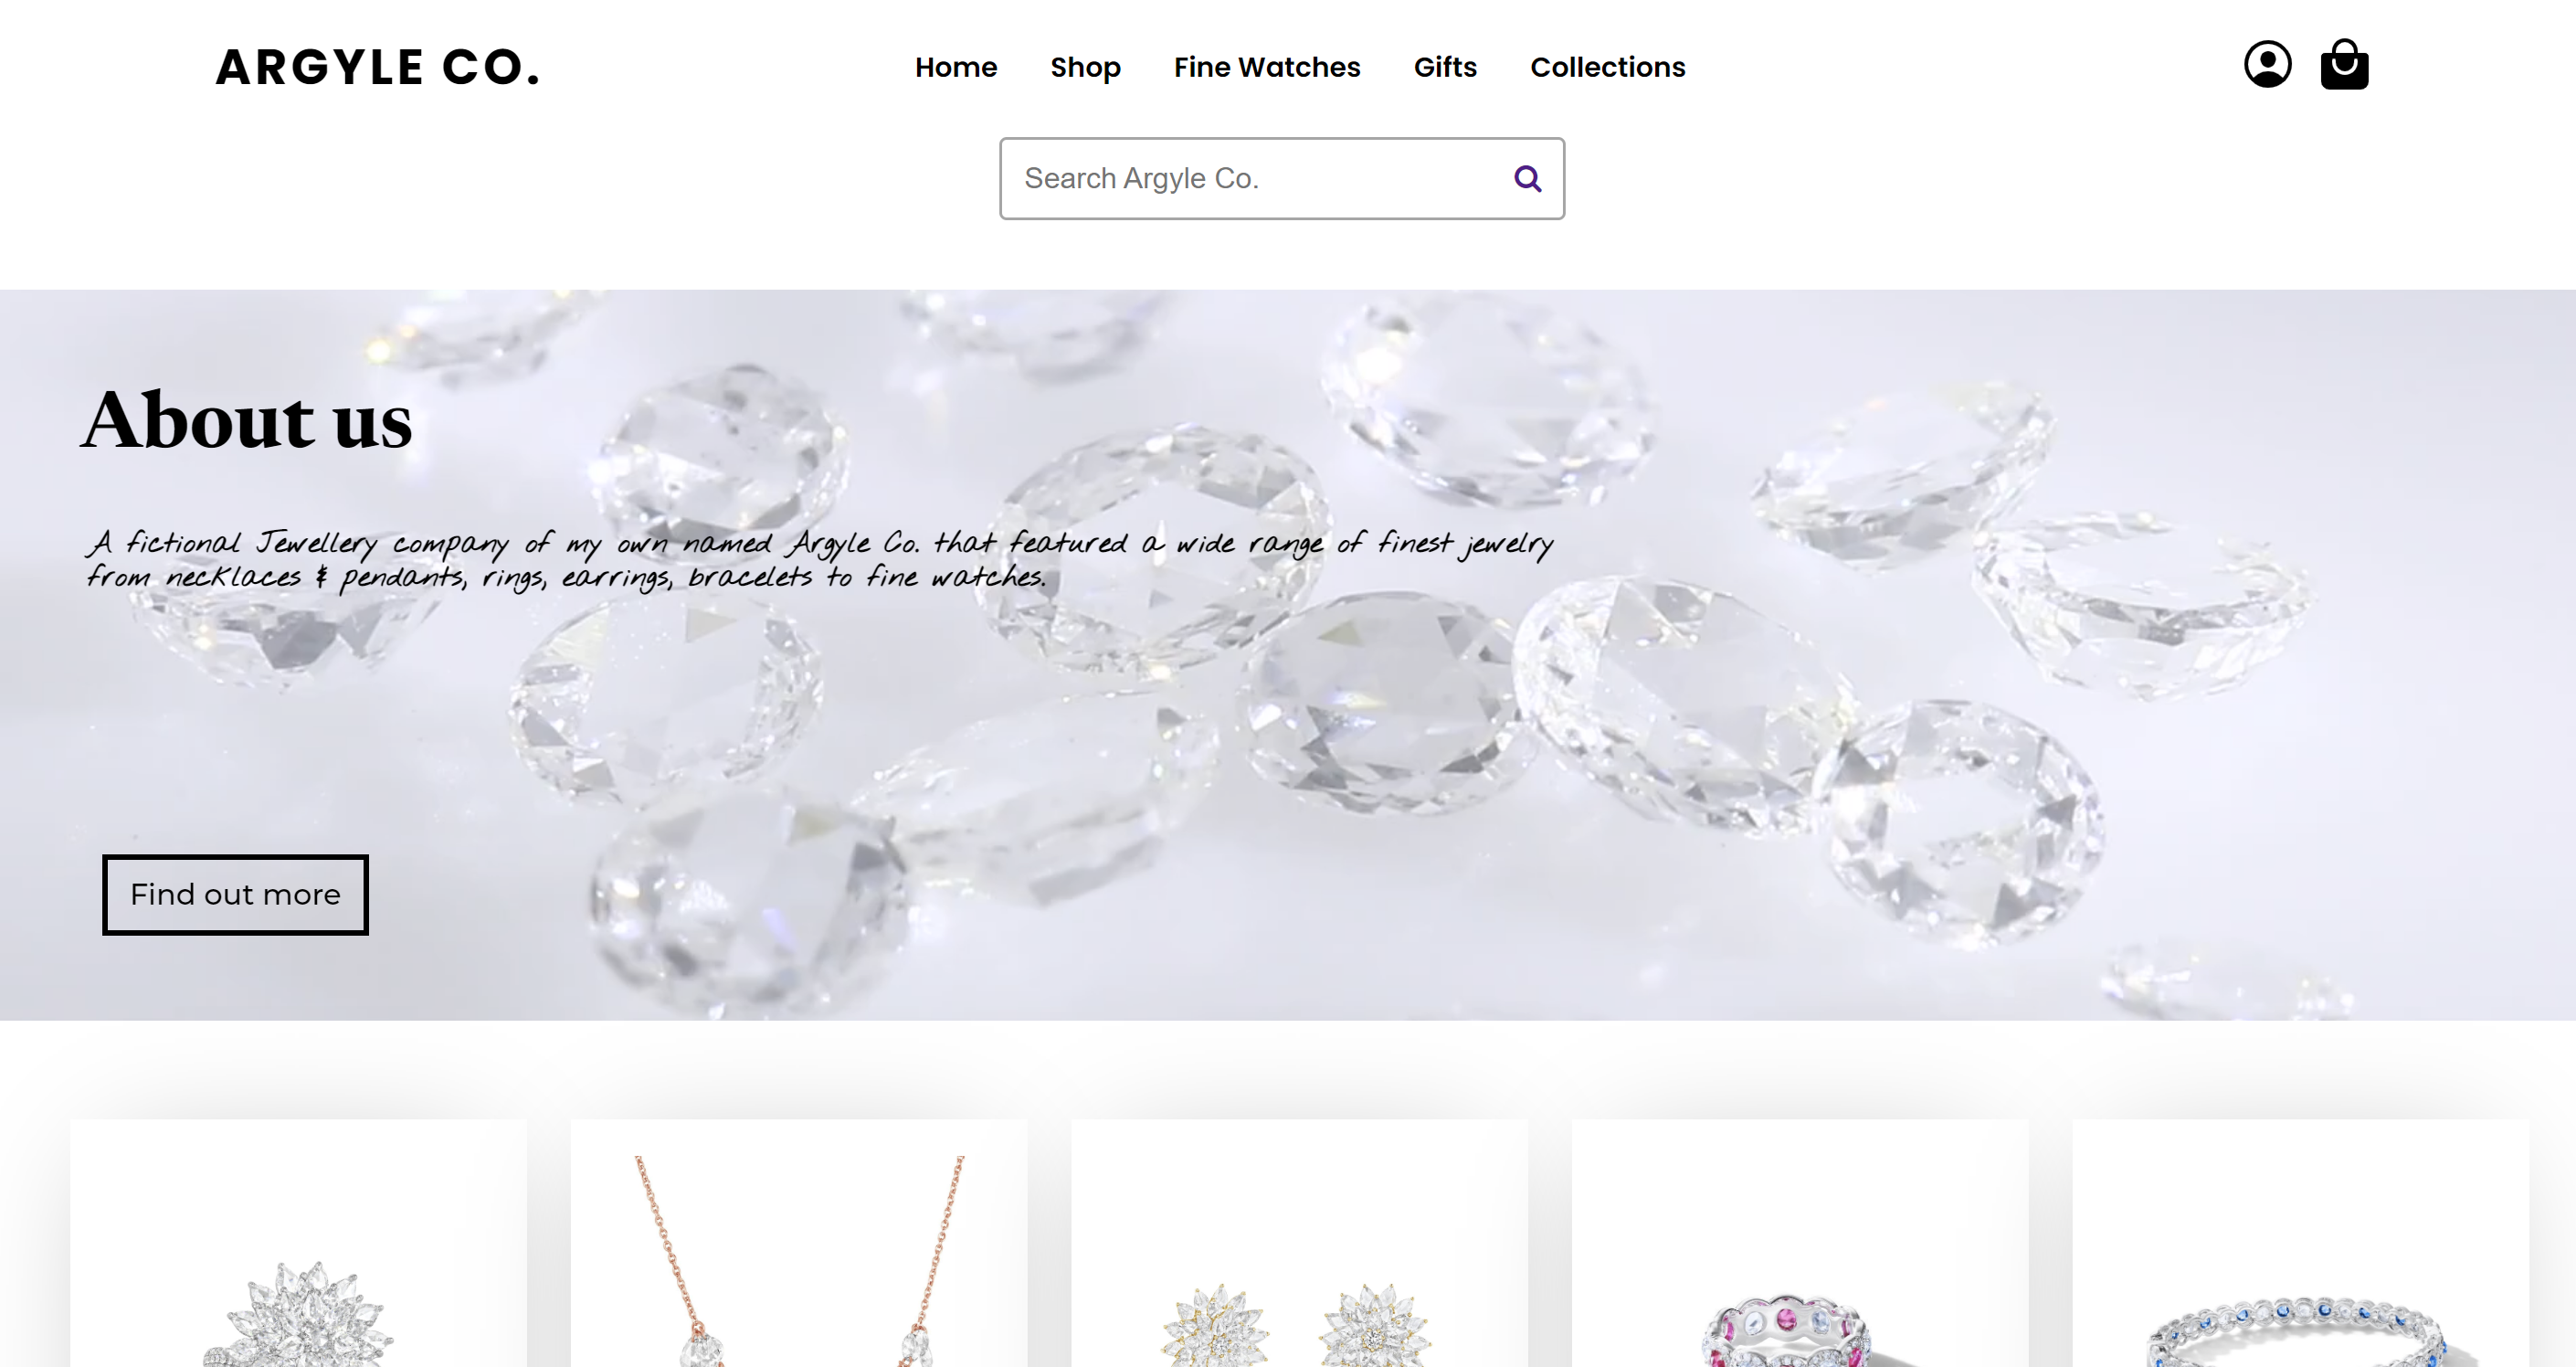 ARGYLE CO.
Home Shop Fine Watches Gifts Collections
Search Argyle Co.
About us
A fictional Jewellery company of my own named Argyle Co. that featured a wide range of finest jewelry
from necklaces & pendants, rings, earrings, bracelets to fine watches.
Find out more